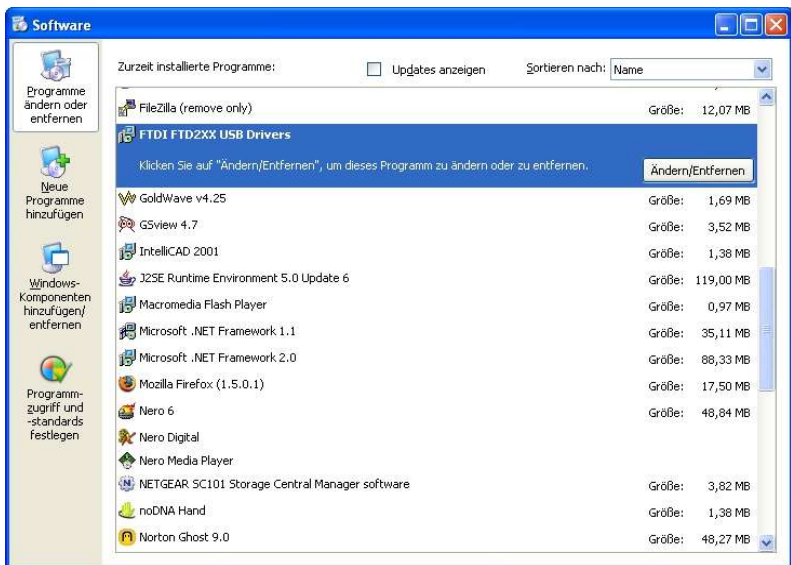 Software
Programme
ändern oder
entfernen
Neue
Programme
hinzufügen
Windows-
Komponenten
hinzufügen/
entfernen
Programm-
zugriff und
-standards
festlegen
Zurzeit installierte Programme: Updates anzeigen Sortieren nach: Name
FileZilla (remove only) Größe: 12,07 MB
FTDI FTD2XX USB Drivers
Klicken Sie auf "Ändern/Entfernen", um dieses Programm zu ändern oder zu entfernen. Ändern/Entfernen
GoldWave v4.25 Größe: 1,69 MB
GSview 4.7 Größe: 3,52 MB
IntelliCAD 2001 Größe: 1,38 MB
J2SE Runtime Environment 5.0 Update 6 Größe: 119,00 MB
Macromedia Flash Player Größe: 0,97 MB
Microsoft .NET Framework 1.1 Größe: 35,11 MB
Microsoft .NET Framework 2.0 Größe: 88,33 MB
Mozilla Firefox (1.5.0.1) Größe: 17,50 MB
Nero 6 Größe: 48,84 MB
Nero Digital
Nero Media Player
NETGEAR SC101 Storage Central Manager software Größe: 3,82 MB
noDNA Hand Größe: 1,38 MB
Norton Ghost 9.0 Größe: 48,27 MB